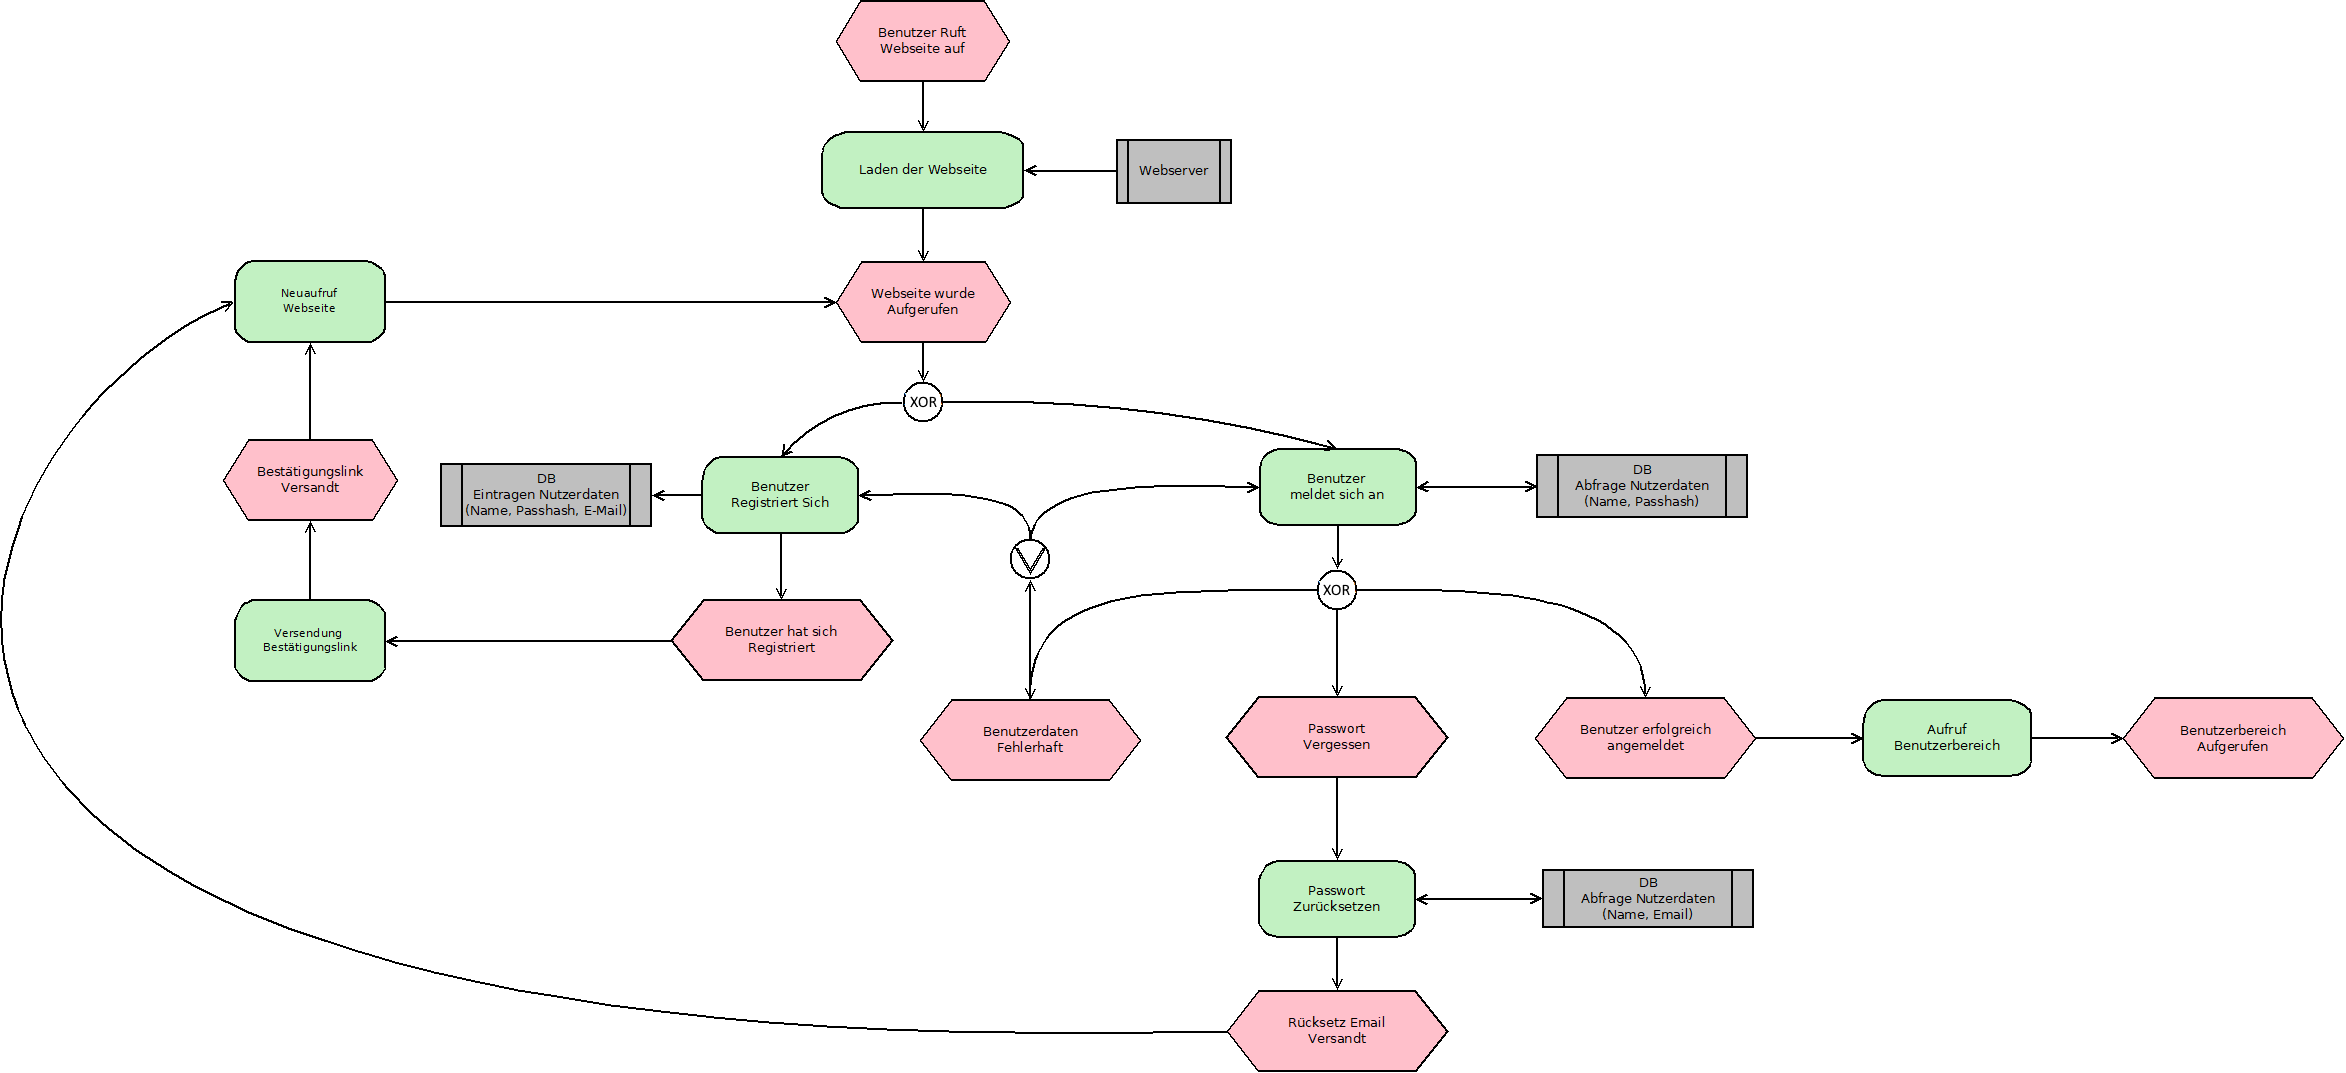 Benutzer Ruft
Webseite auf
Laden der Webseite
Webserver
Neuaufruf
Webseite
Webseite wurde
Aufgerufen
XOR
Bestätigungslink
Versandt
DB
Eintragen Nutzerdaten
(Name, Passhash, E-Mail)
Benutzer
Registriert Sich
Benutzer
meldet sich an
DB
Abfrage Nutzerdaten
(Name, Passhash)
XOR
Versendung
Bestätigungslink
Benutzer hat sich
Registriert
Benutzerdaten
Fehlerhaft
Passwort
Vergessen
Benutzer erfolgreich
angemeldet
Aufruf
Benutzerbereich
Benutzerbereich
Aufgerufen
Passwort
Zurücksetzen
DB
Abfrage Nutzerdaten
(Name, Email)
Rücksetz Email
Versandt